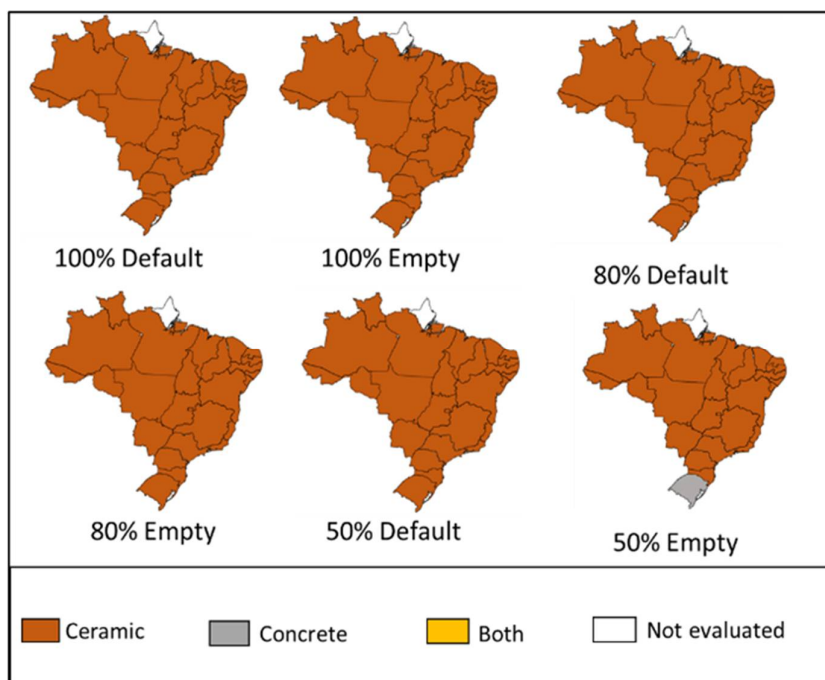 100% Default
100% Empty
80% Default
80% Empty
50% Default
50% Empty
Ceramic
Concrete
Both
Not evaluated